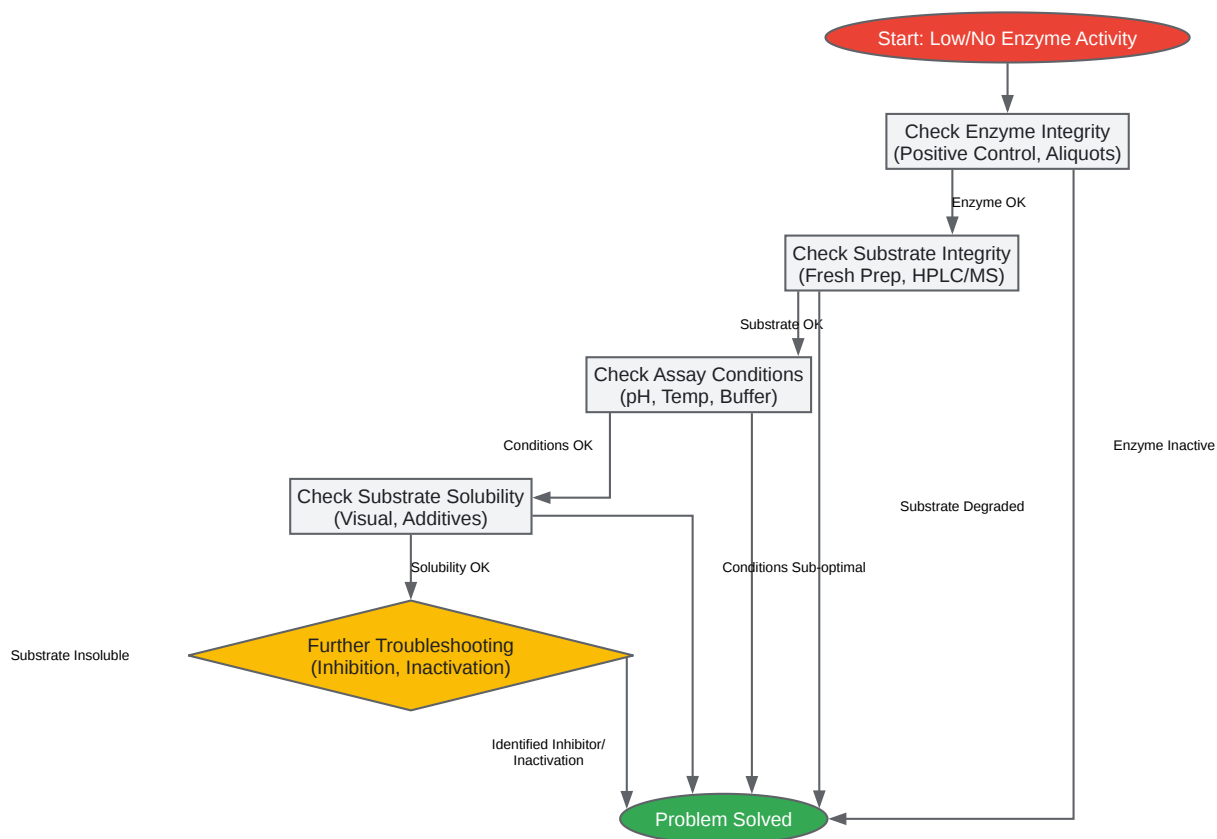 Start: Low/No Enzyme Activity
Check Enzyme Integrity
(Positive Control, Aliquots)
Enzyme OK
Check Substrate Integrity
(Fresh Prep, HPLC/MS)
Substrate OK
Check Assay Conditions
(pH, Temp, Buffer)
Conditions OK
Enzyme Inactive
Check Substrate Solubility
(Visual, Additives)
Substrate Degraded
Solubility OK
Conditions Sub-optimal
Further Troubleshooting
(Inhibition, Inactivation)
Substrate Insoluble
Identified Inhibitor/
Inactivation
Problem Solved